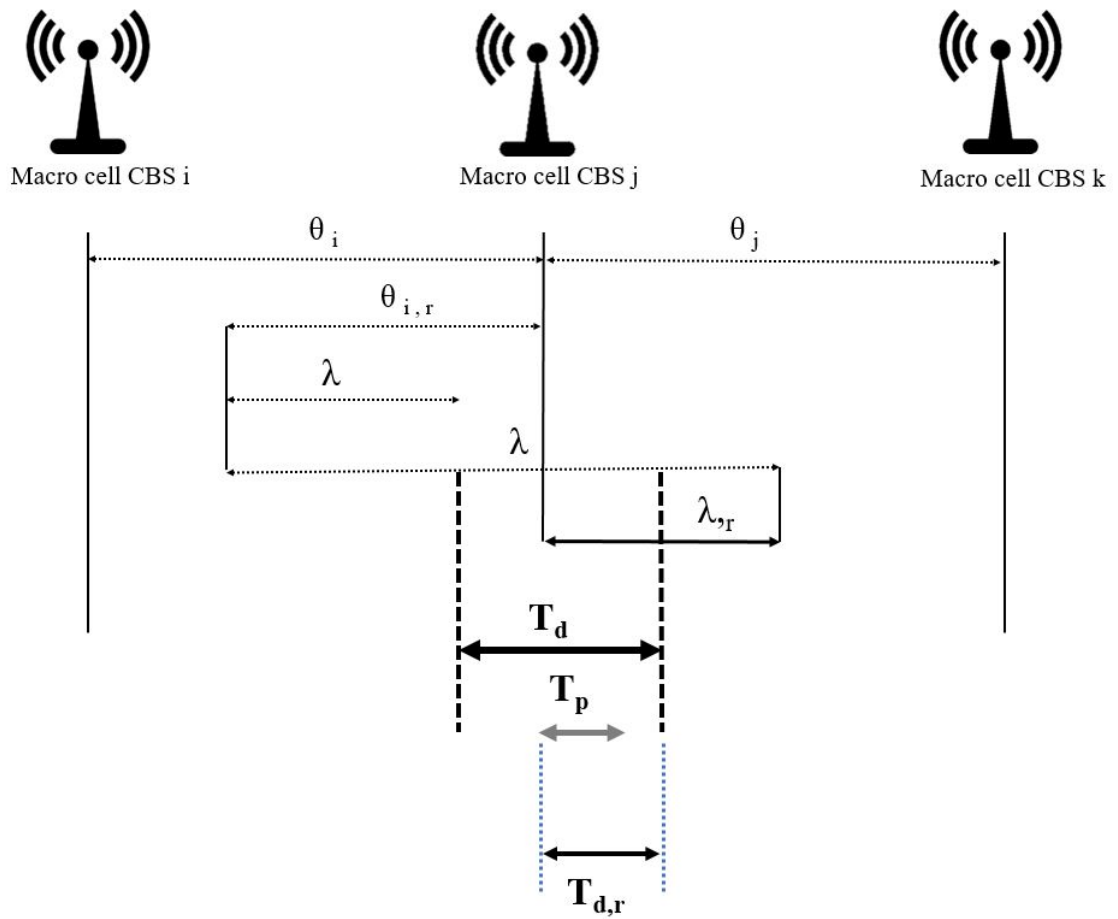 Macro cell CBS i
Macro cell CBS j
Macro cell CBS k
θ i
θ j
θ i , r
λ
λ
λ,r
Td
Tp
Td,r